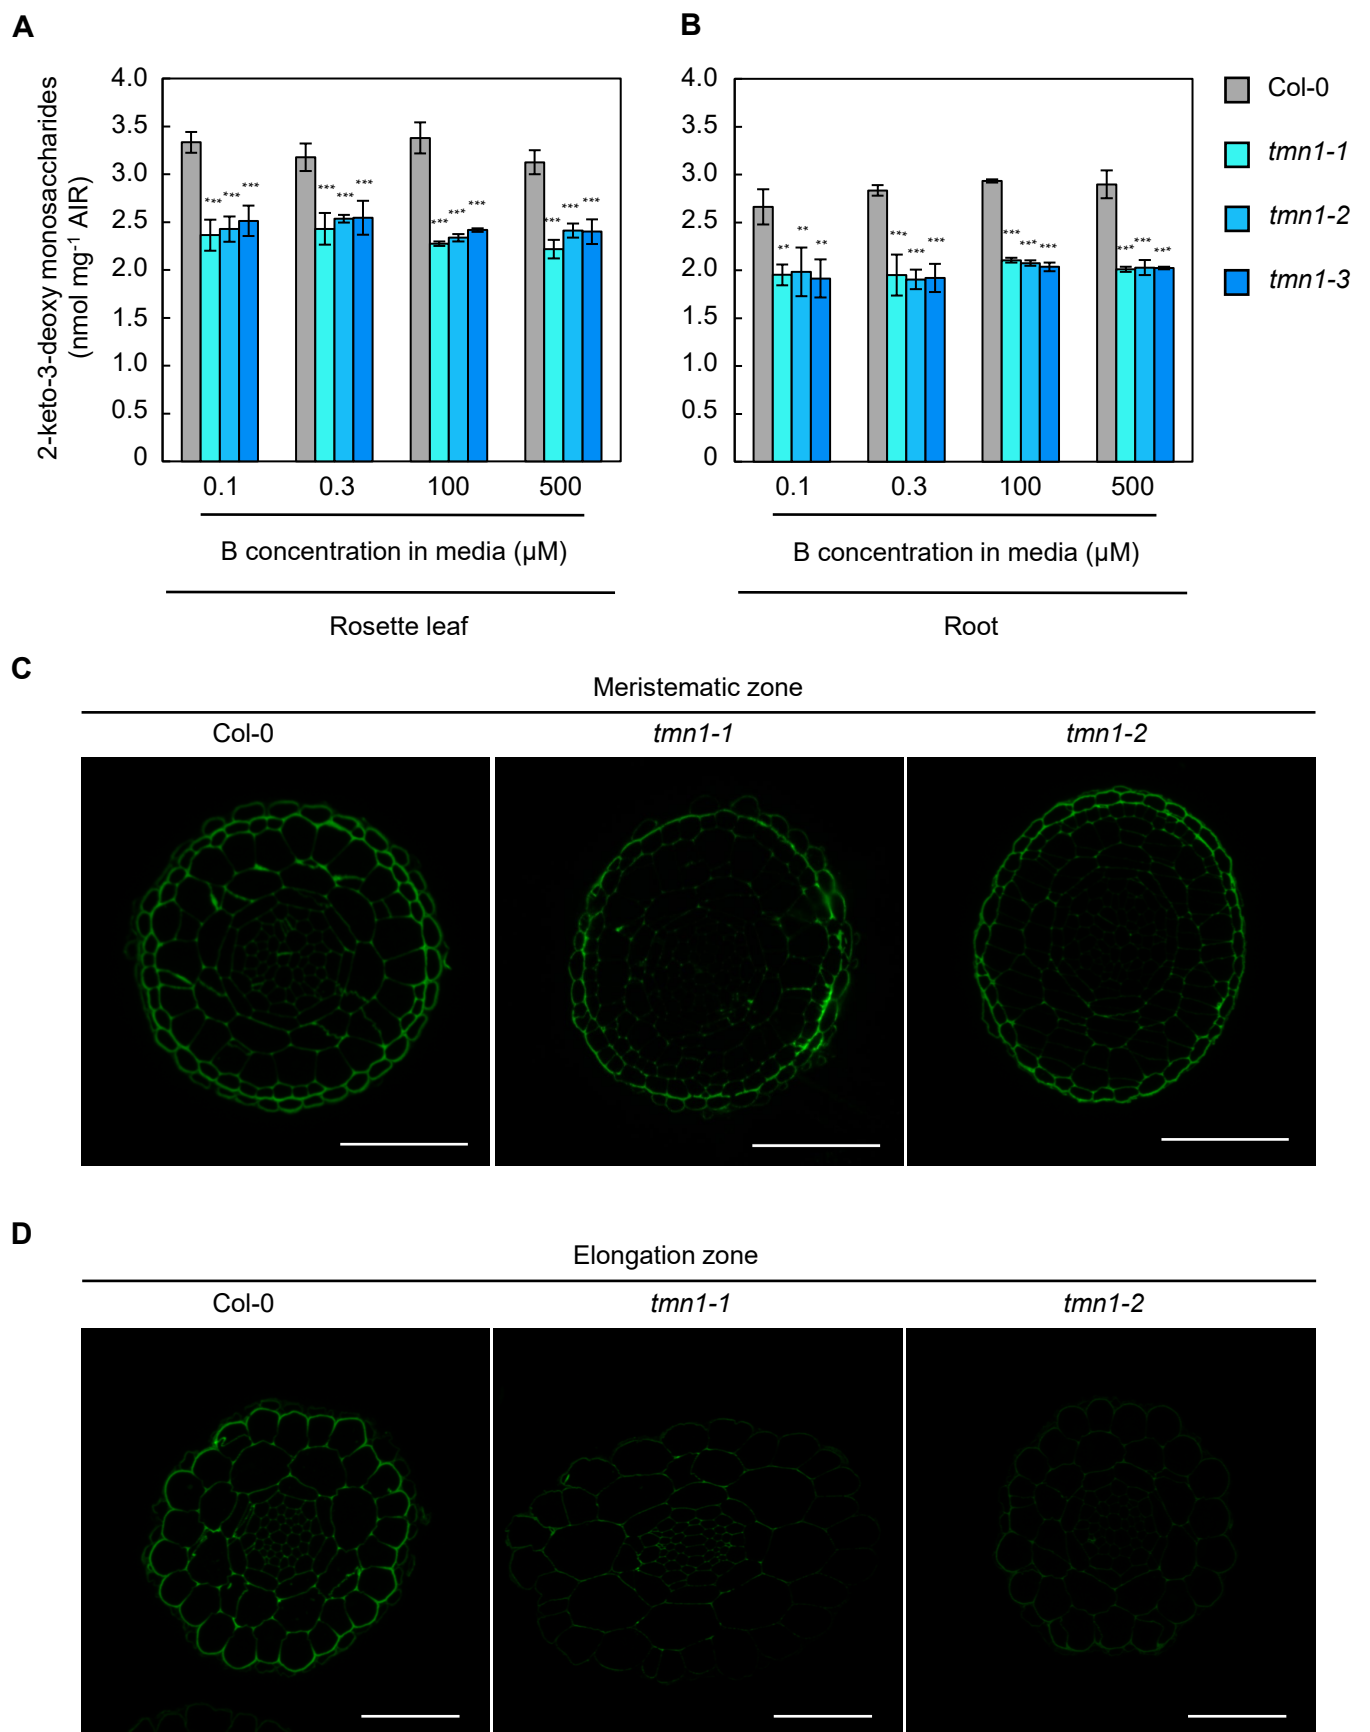 A
B
2-keto-3-deoxy monosaccharides
(nmol mg⁻¹ AIR)
4.0
3.5
3.0
2.5
2.0
1.5
1.0
0.5
0
*** *** ***
*** *** ***
*** *** ***
*** *** ***
0.1 0.3 100 500
B concentration in media (µM)
Rosette leaf
4.0
3.5
3.0
2.5
2.0
1.5
1.0
0.5
0
** ** **
*** *** ***
*** *** ***
*** *** ***
0.1 0.3 100 500
B concentration in media (µM)
Root
Col-0
tmn1-1
tmn1-2
tmn1-3
C
Meristematic zone
Col-0 tmn1-1 tmn1-2
D
Elongation zone
Col-0 tmn1-1 tmn1-2